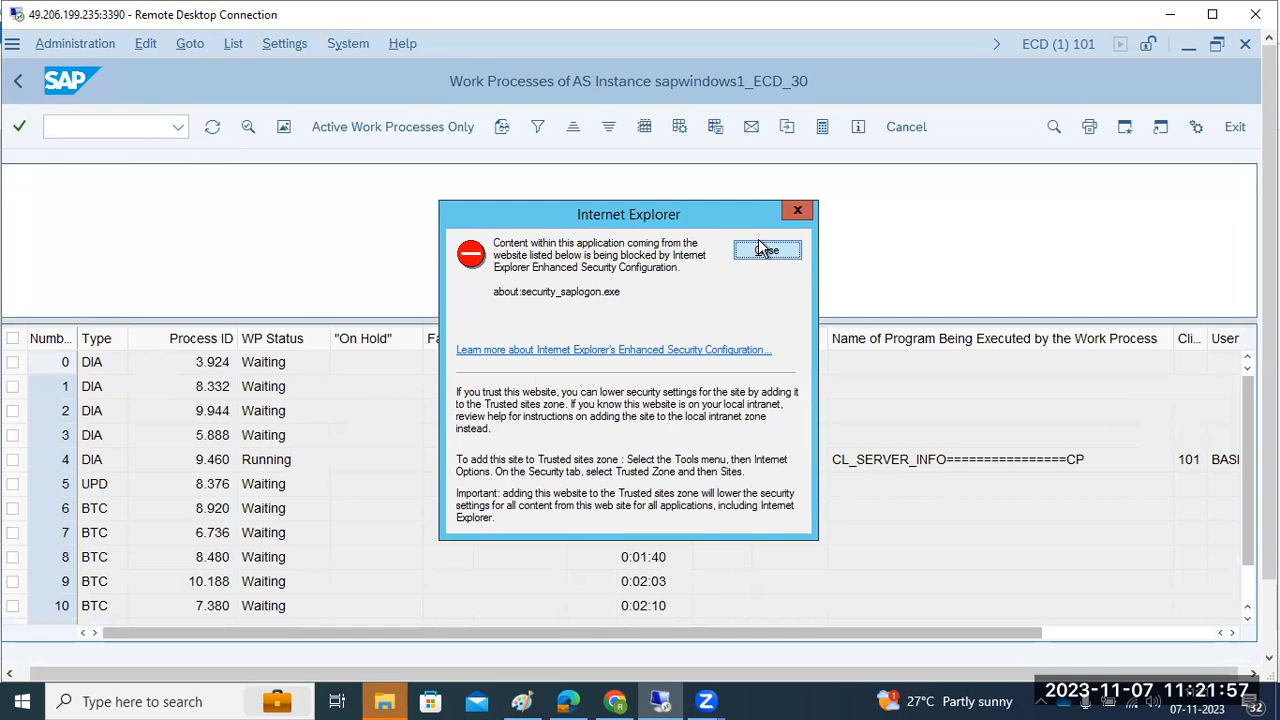 49.206.199.235:3390 - Remote Desktop Connection
Administration Edit Goto List Settings System Help ECD (1) 101
SAP Work Processes of AS Instance sapwindows1_ECD_30
Active Work Processes Only Cancel Exit
Internet Explorer
Content within this application coming from the
website listed below is being blocked by Internet
Explorer Enhanced Security Configuration.
about:security_saplogon.exe
Learn more about Internet Explorer's Enhanced Security Configuration...
If you trust this website, you can lower security settings for the site by adding it
to the Trusted sites zone. If you know this website is on your local intranet,
review help for instructions on adding the site to the local intranet zone
instead.
To add this site to Trusted sites zone : Select the Tools menu, then Internet
Options. On the Security tab, select Trusted Zone and then Sites.
Important: adding this website to the Trusted sites zone will lower the security
settings for all content from this web site for all applications, including Internet
Explorer.
Numb... Type Process ID WP Status "On Hold" Name of Program Being Executed by the Work Process Cli... User
0 DIA 3.924 Waiting
1 DIA 8.332 Waiting
2 DIA 9.944 Waiting
3 DIA 5.888 Waiting
4 DIA 9.460 Running CL_SERVER_INFO================CP 101 BASI
5 UPD 8.376 Waiting
6 BTC 8.920 Waiting
7 BTC 6.736 Waiting
8 BTC 8.480 Waiting 0:01:40
9 BTC 10.188 Waiting 0:02:03
10 BTC 7.380 Waiting 0:02:10
Type here to search 27°C Partly sunny 2023-11-07 11:21:57
07-11-2023 32